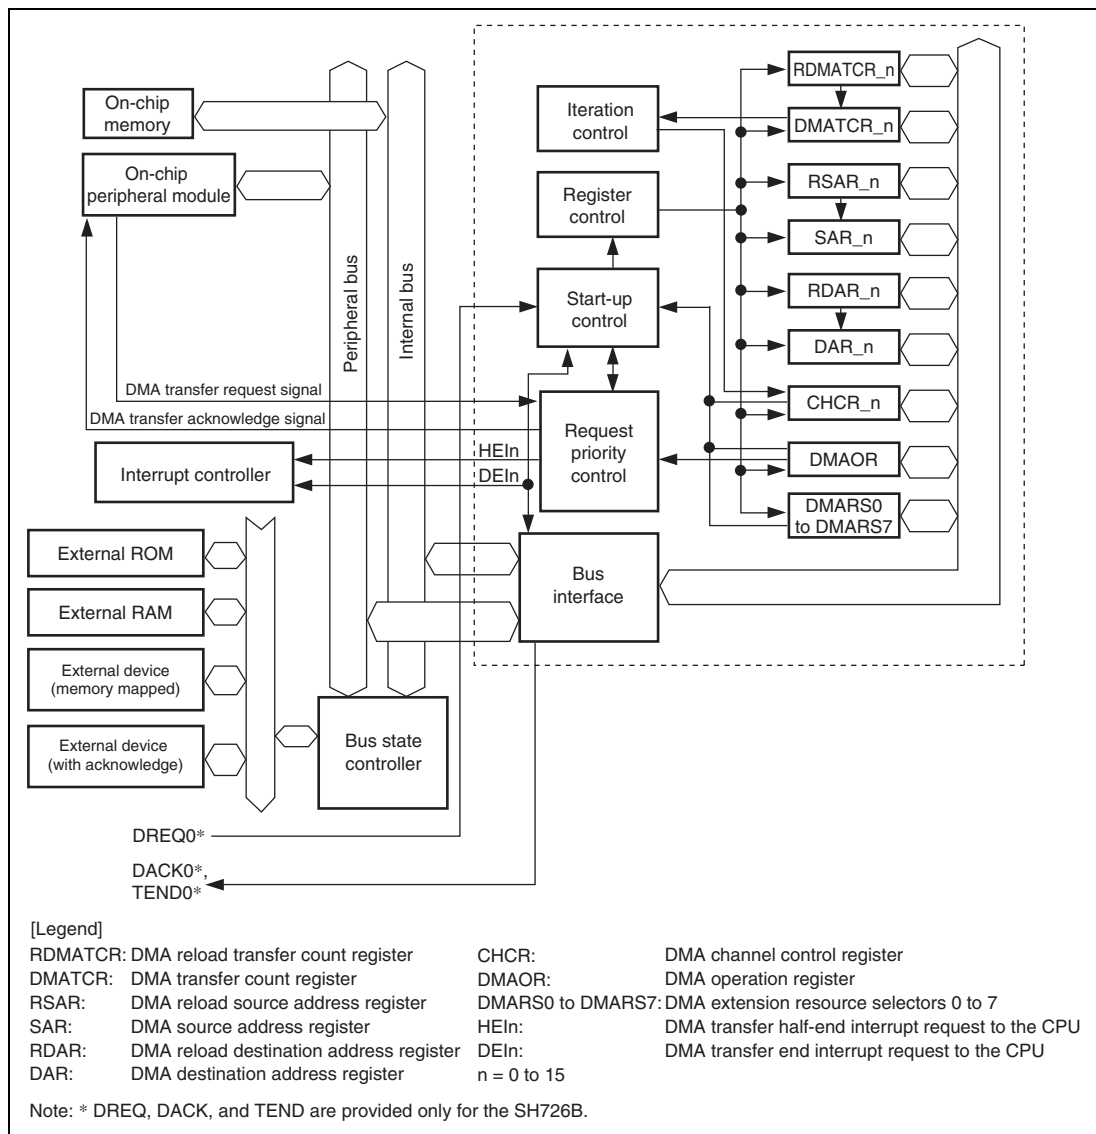 On-chip
memory
On-chip
peripheral module
Peripheral bus
Internal bus
Iteration
control
Register
control
Start-up
control
Request
priority
control
Bus
interface
RDMATCR_n
DMATCR_n
RSAR_n
SAR_n
RDAR_n
DAR_n
CHCR_n
DMAOR
DMARS0
to DMARS7
DMA transfer request signal
DMA transfer acknowledge signal
HEIn
DEIn
Interrupt controller
External ROM
External RAM
External device
(memory mapped)
External device
(with acknowledge)
Bus state
controller
DREQ0*
DACK0*,
TEND0*
[Legend]
RDMATCR: DMA reload transfer count register
DMATCR: DMA transfer count register
RSAR: DMA reload source address register
SAR: DMA source address register
RDAR: DMA reload destination address register
DAR: DMA destination address register
CHCR: DMA channel control register
DMAOR: DMA operation register
DMARS0 to DMARS7: DMA extension resource selectors 0 to 7
HEIn: DMA transfer half-end interrupt request to the CPU
DEIn: DMA transfer end interrupt request to the CPU
n = 0 to 15
Note: * DREQ, DACK, and TEND are provided only for the SH726B.